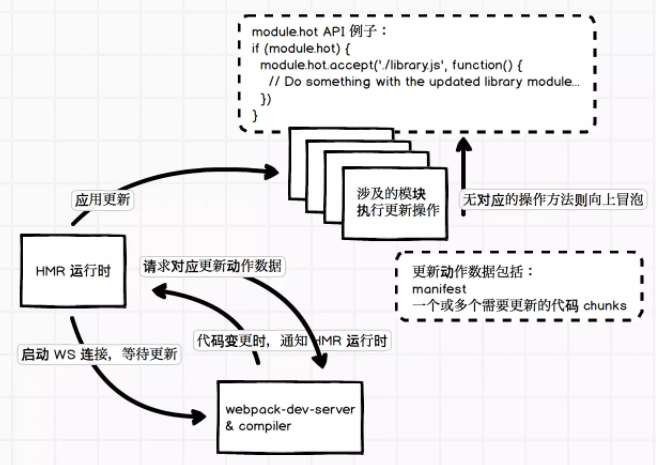 module.hot API 例子：
if (module.hot) {
module.hot.accept('./library.js', function() {
// Do something with the updated library module...
})
}
应用更新
涉及的模块
执行更新操作
无对应的操作方法则向上冒泡
HMR 运行时
请求对应更新动作数据
更新动作数据包括：
manifest
一个或多个需要更新的代码 chunks
启动 WS 连接，等待更新
代码变更时，通知 HMR 运行时
webpack-dev-server
& compiler